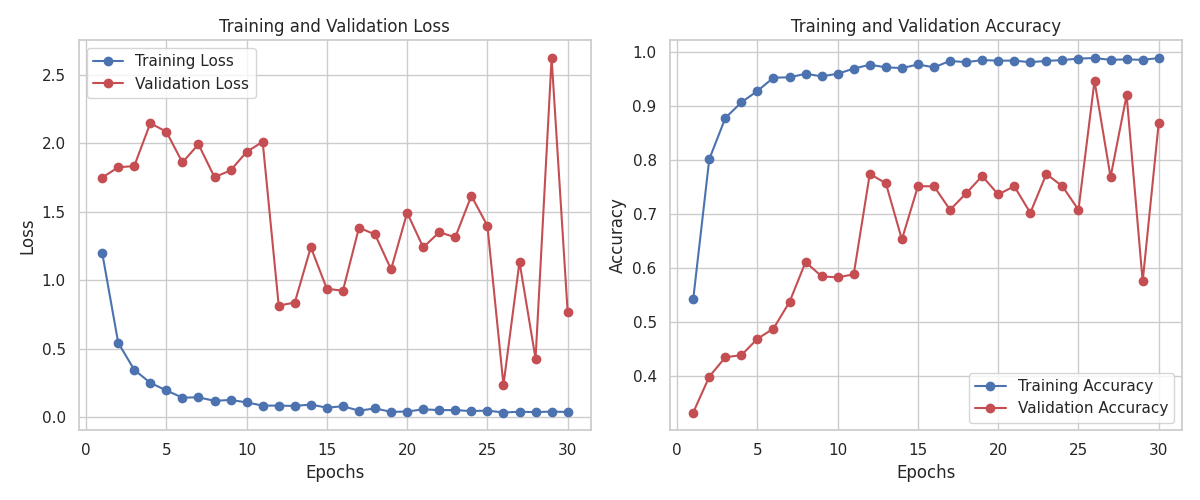 Training and Validation Loss
Training Loss
Validation Loss
2.5
2.0
1.5
1.0
0.5
0.0
Loss
0 5 10 15 20 25 30
Epochs
Training and Validation Accuracy
1.0
0.9
0.8
0.7
0.6
0.5
0.4
Accuracy
Training Accuracy
Validation Accuracy
0 5 10 15 20 25 30
Epochs